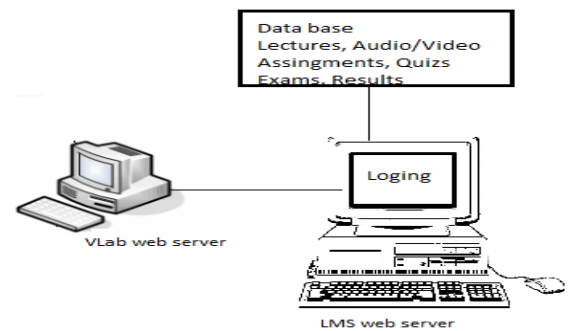 Data base
Lectures, Audio/Video
Assingments, Quizs
Exams, Results
Loging
VLab web server
LMS web server